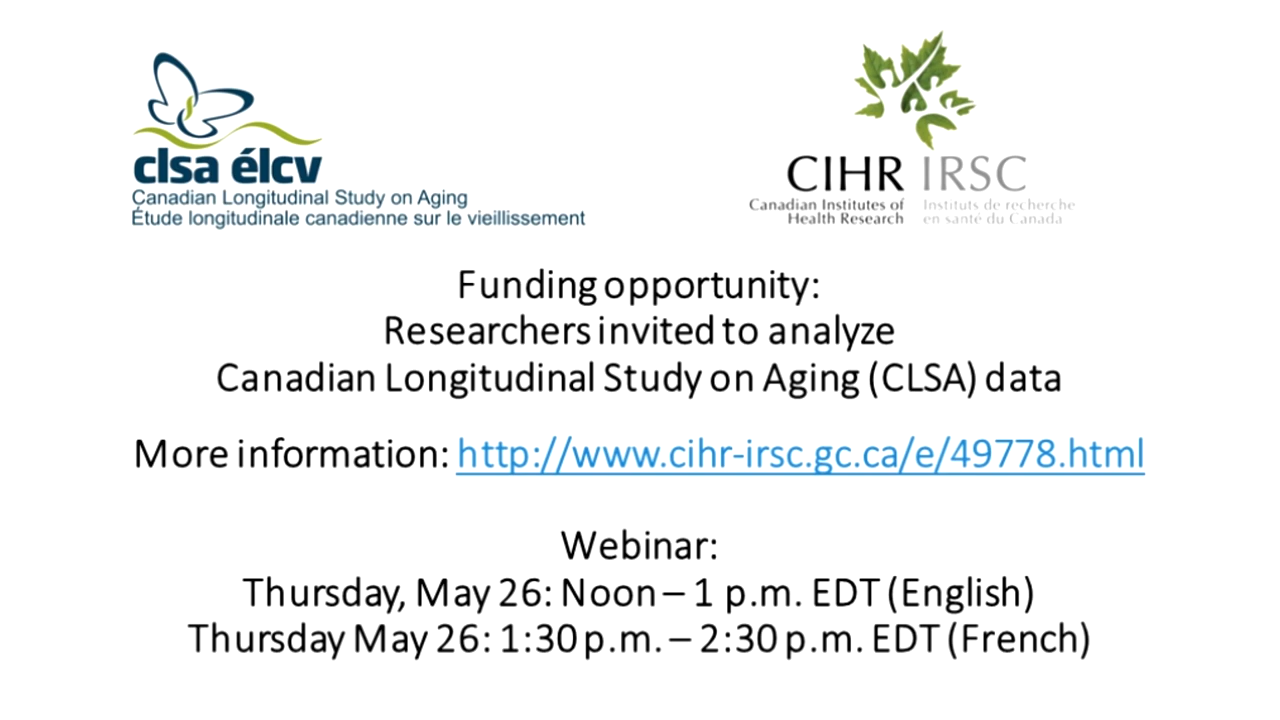 clsa élcv
Canadian Longitudinal Study on Aging
Étude longitudinale canadienne sur le vieillissement
CIHR IRSC
Canadian Institutes of Health Research
Instituts de recherche en santé du Canada
Funding opportunity:
Researchers invited to analyze
Canadian Longitudinal Study on Aging (CLSA) data
More information: http://www.cihr-irsc.gc.ca/e/49778.html
Webinar:
Thursday, May 26: Noon – 1 p.m. EDT (English)
Thursday May 26: 1:30 p.m. – 2:30 p.m. EDT (French)